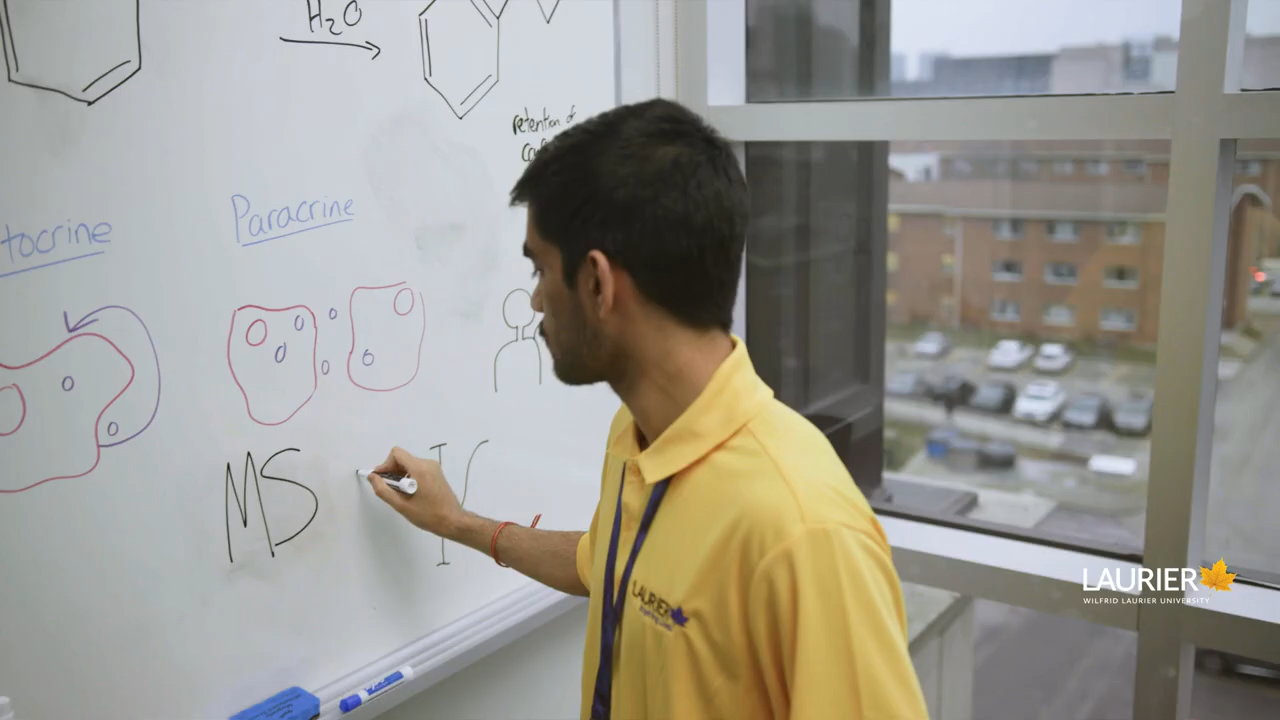 H₂O
retention of
tocrine
Paracrine
MS
I
LAURIER
LAURIER
WILFRID LAURIER UNIVERSITY